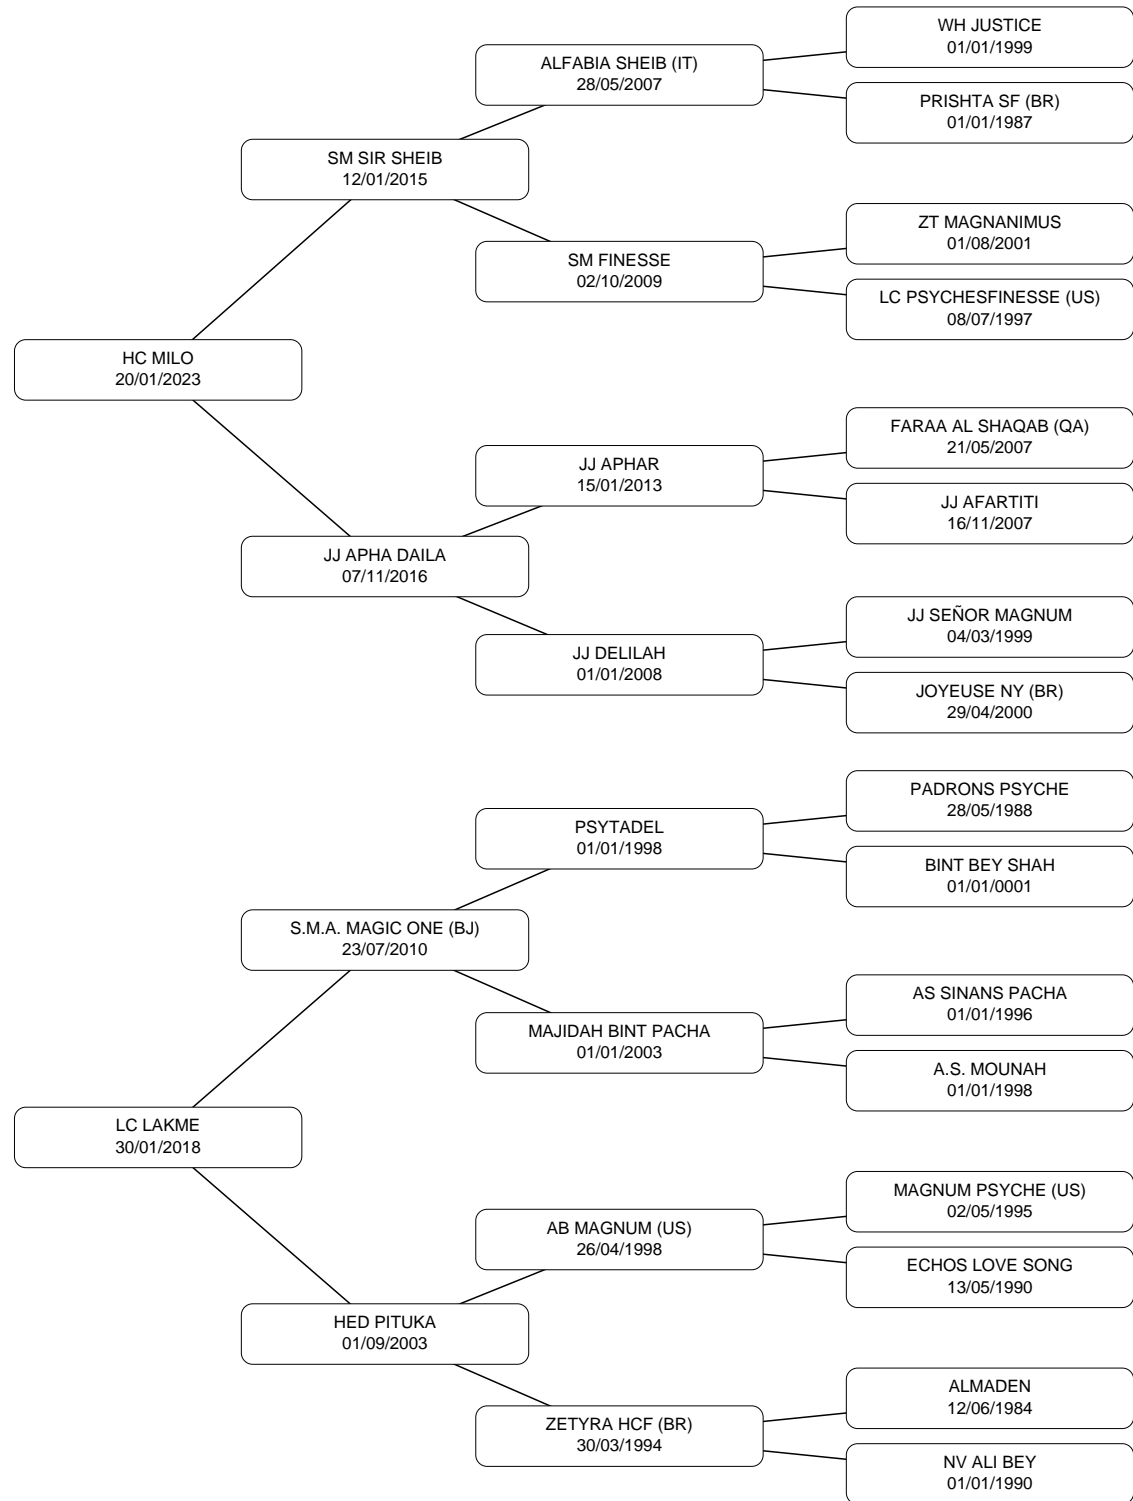 WH JUSTICE
01/01/1999
ALFABIA SHEIB (IT)
28/05/2007
PRISHTA SF (BR)
01/01/1987
SM SIR SHEIB
12/01/2015
ZT MAGNANIMUS
01/08/2001
SM FINESSE
02/10/2009
LC PSYCHESFINESSE (US)
08/07/1997
HC MILO
20/01/2023
FARAA AL SHAQAB (QA)
21/05/2007
JJ APHAR
15/01/2013
JJ AFARTITI
16/11/2007
JJ APHA DAILA
07/11/2016
JJ SEÑOR MAGNUM
04/03/1999
JJ DELILAH
01/01/2008
JOYEUSE NY (BR)
29/04/2000
PADRONS PSYCHE
28/05/1988
PSYTADEL
01/01/1998
BINT BEY SHAH
01/01/0001
S.M.A. MAGIC ONE (BJ)
23/07/2010
AS SINANS PACHA
01/01/1996
MAJIDAH BINT PACHA
01/01/2003
A.S. MOUNAH
01/01/1998
LC LAKME
30/01/2018
MAGNUM PSYCHE (US)
02/05/1995
AB MAGNUM (US)
26/04/1998
ECHOS LOVE SONG
13/05/1990
HED PITUKA
01/09/2003
ALMADEN
12/06/1984
ZETYRA HCF (BR)
30/03/1994
NV ALI BEY
01/01/1990